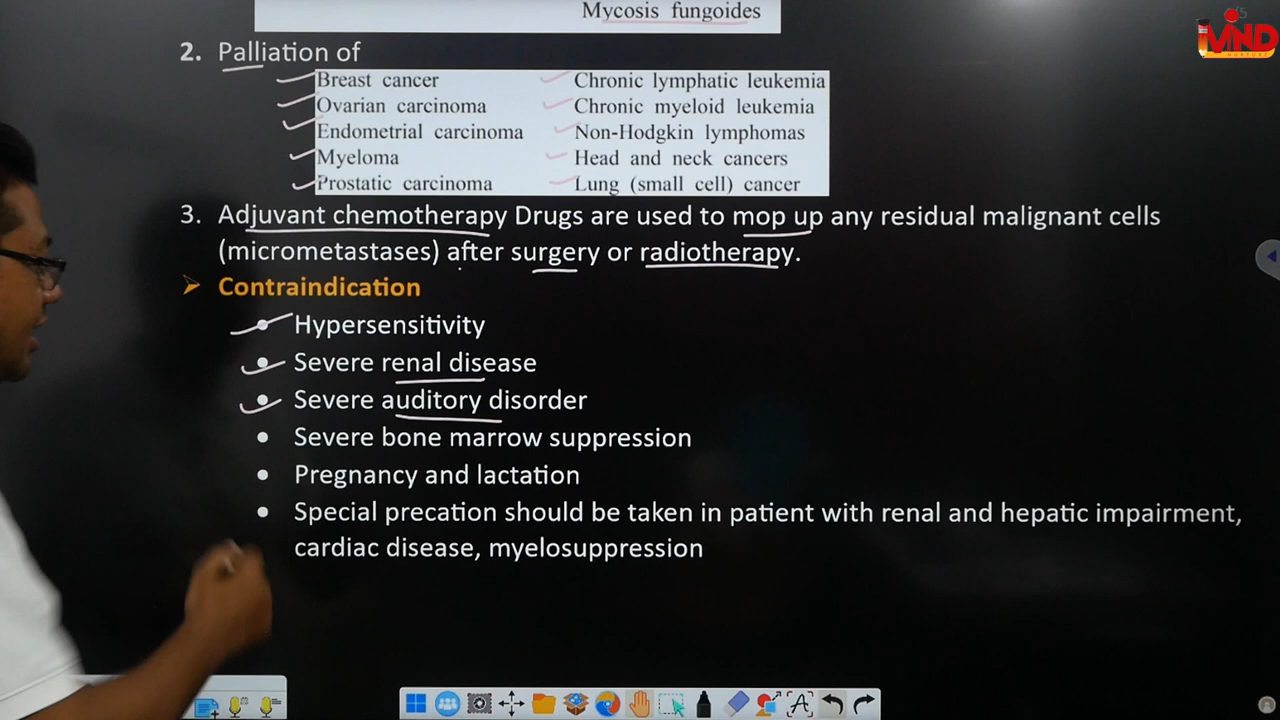 Mycosis fungoides
2. Palliation of
Breast cancer Chronic lymphatic leukemia
Ovarian carcinoma Chronic myeloid leukemia
Endometrial carcinoma Non-Hodgkin lymphomas
Myeloma Head and neck cancers
Prostatic carcinoma Lung (small cell) cancer
3. Adjuvant chemotherapy Drugs are used to mop up any residual malignant cells
(micrometastases) after surgery or radiotherapy.
➤ Contraindication
• Hypersensitivity
• Severe renal disease
• Severe auditory disorder
• Severe bone marrow suppression
• Pregnancy and lactation
• Special precation should be taken in patient with renal and hepatic impairment,
cardiac disease, myelosuppression